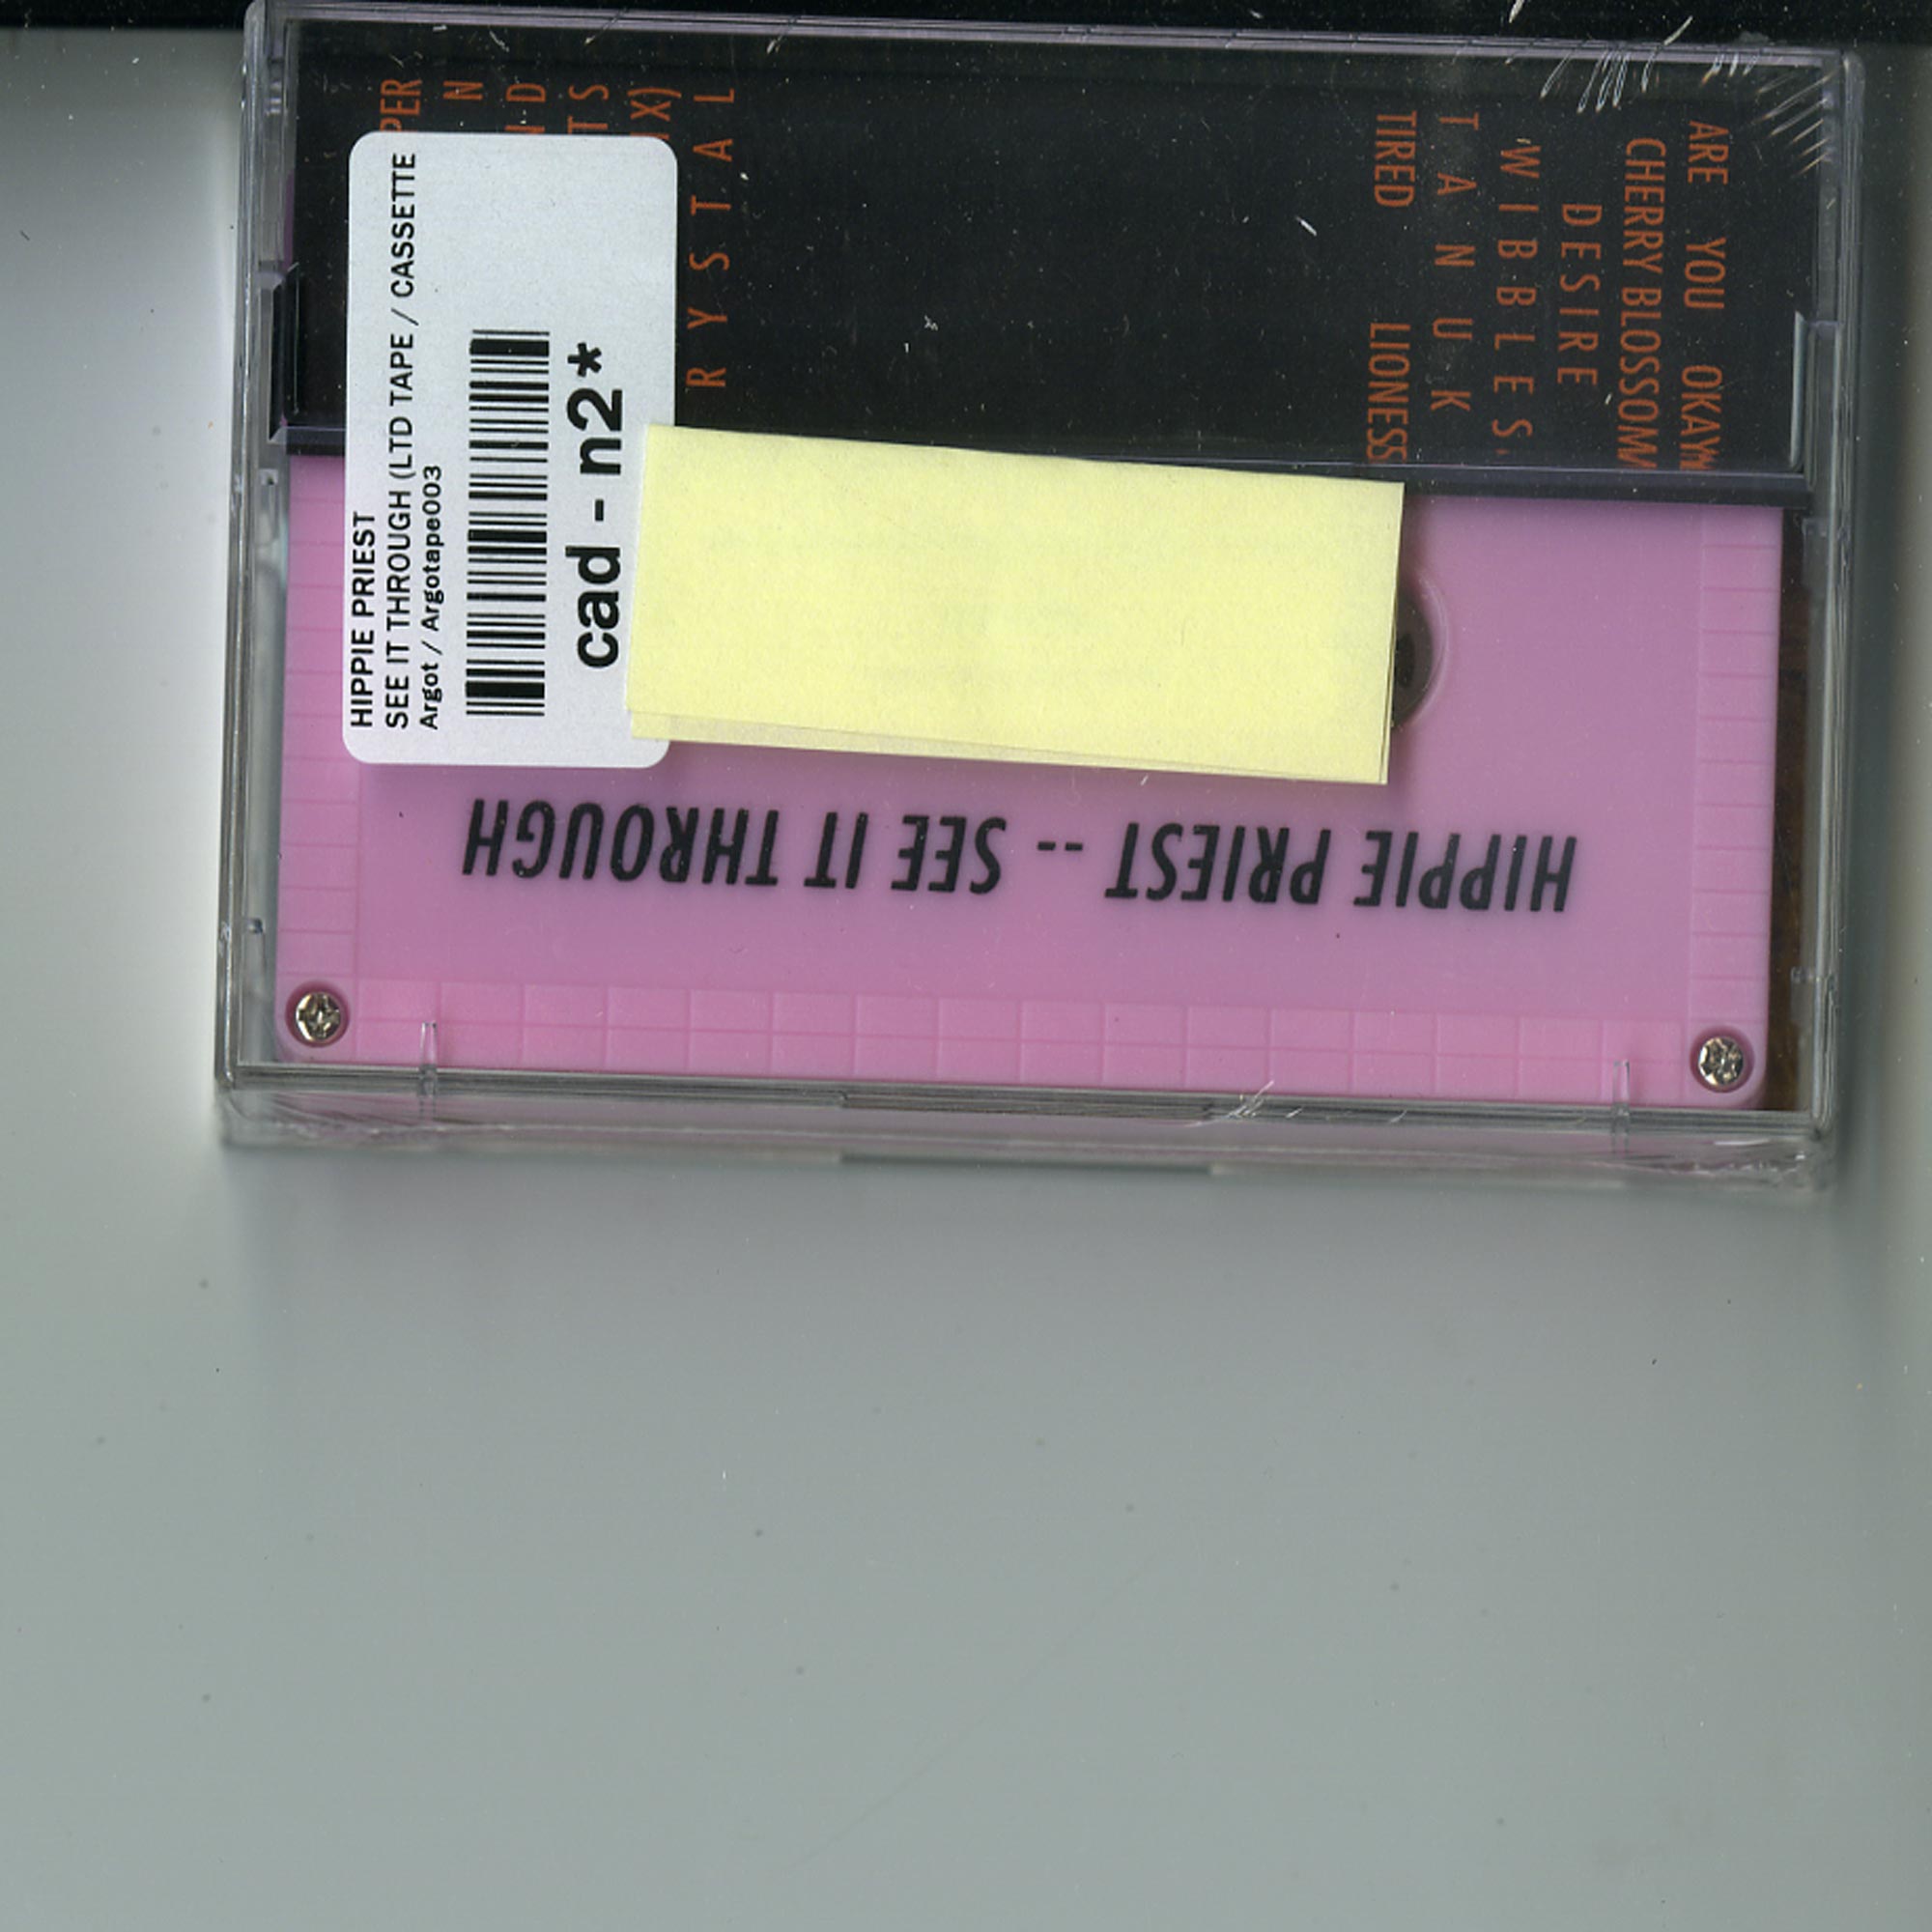 HIPPIE PRIEST
SEE IT THROUGH (LTD TAPE / CASSETTE
Argot / Argotape003
cad - n2*
ARE YOU OKAY
CHERRY BLOSSOM
DESIRE
WIBBLES
TANUK
TIRED LIONESS
HIPPIE PRIEST -- SEE IT THROUGH